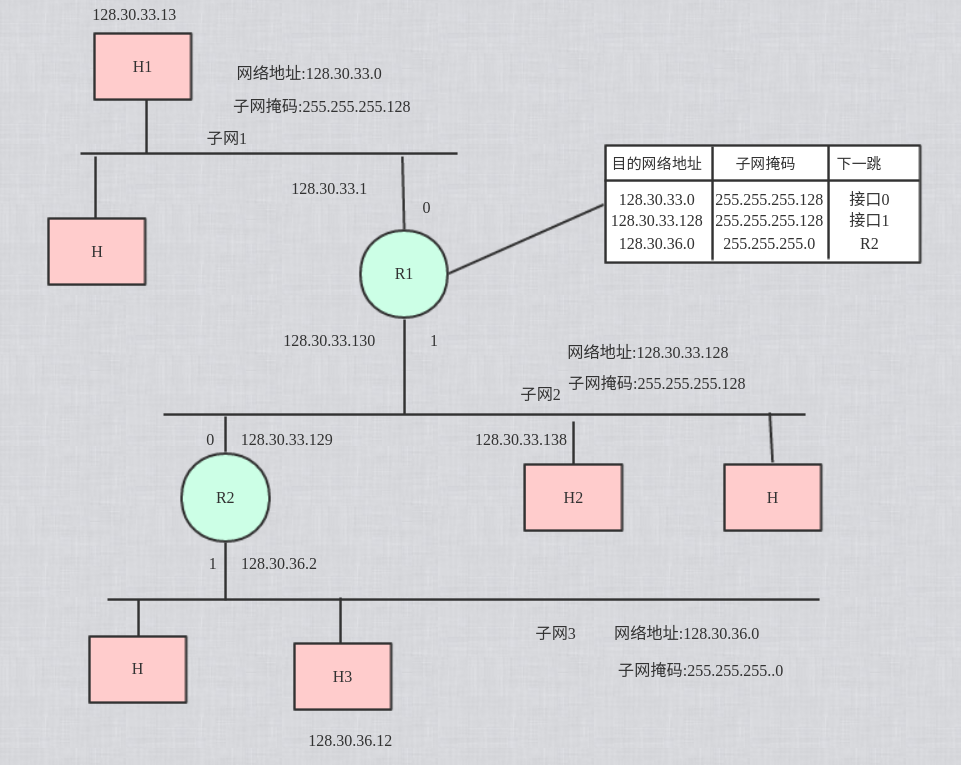 128.30.33.13
H1
网络地址:128.30.33.0
子网掩码:255.255.255.128
子网1
目的网络地址 子网掩码 下一跳
128.30.33.0 255.255.255.128 接口0
128.30.33.128 255.255.255.128 接口1
128.30.36.0 255.255.255.0 R2
128.30.33.1
0
H
R1
128.30.33.130 1
网络地址:128.30.33.128
子网掩码:255.255.255.128
子网2
0 128.30.33.129
128.30.33.138
R2
H2
H
1 128.30.36.2
子网3 网络地址:128.30.36.0
子网掩码:255.255.255..0
H
H3
128.30.36.12